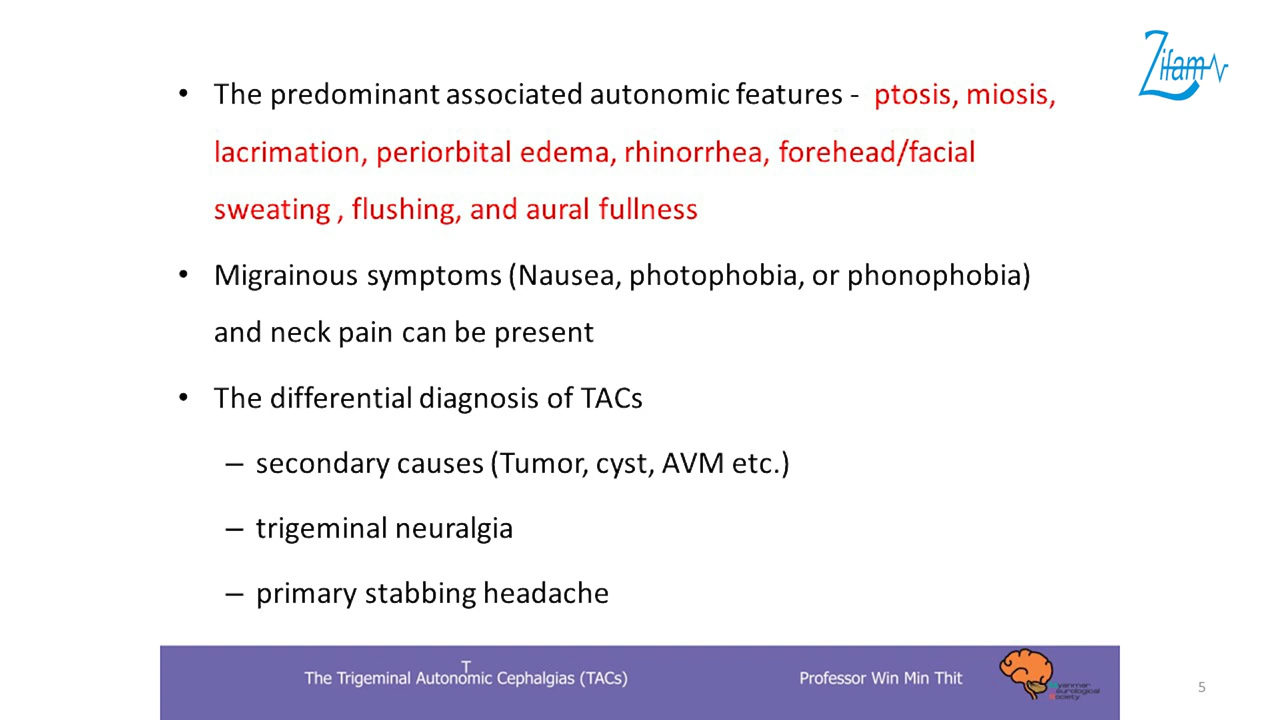 Zifam
• The predominant associated autonomic features - ptosis, miosis,
lacrimation, periorbital edema, rhinorrhea, forehead/facial
sweating , flushing, and aural fullness
• Migrainous symptoms (Nausea, photophobia, or phonophobia)
and neck pain can be present
• The differential diagnosis of TACs
– secondary causes (Tumor, cyst, AVM etc.)
– trigeminal neuralgia
– primary stabbing headache
T
The Trigeminal Autonomic Cephalgias (TACs)
Professor Win Min Thit
Myanmar
Neurological
Society
5